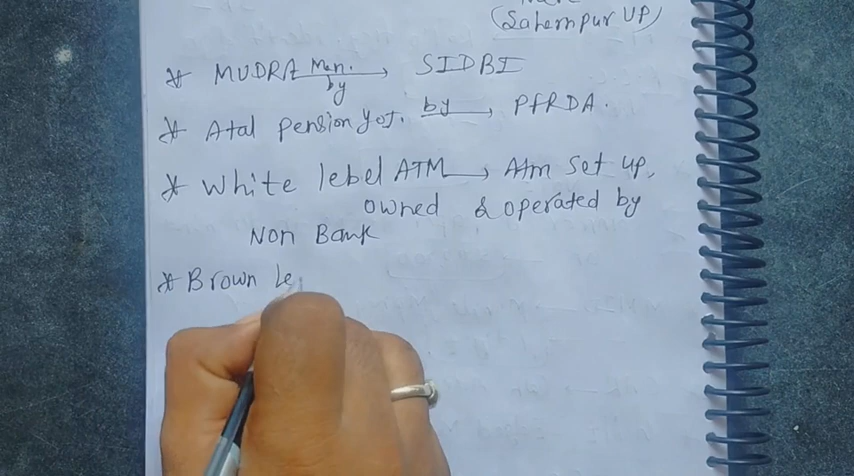 (Sahernpur UP)
* MUDRA Man. by → SIDBI
* Atal pension Yoj. by → PFRDA.
* White lebel ATM → Atm set up,
owned & operated by
Non Bank
* Brown Le